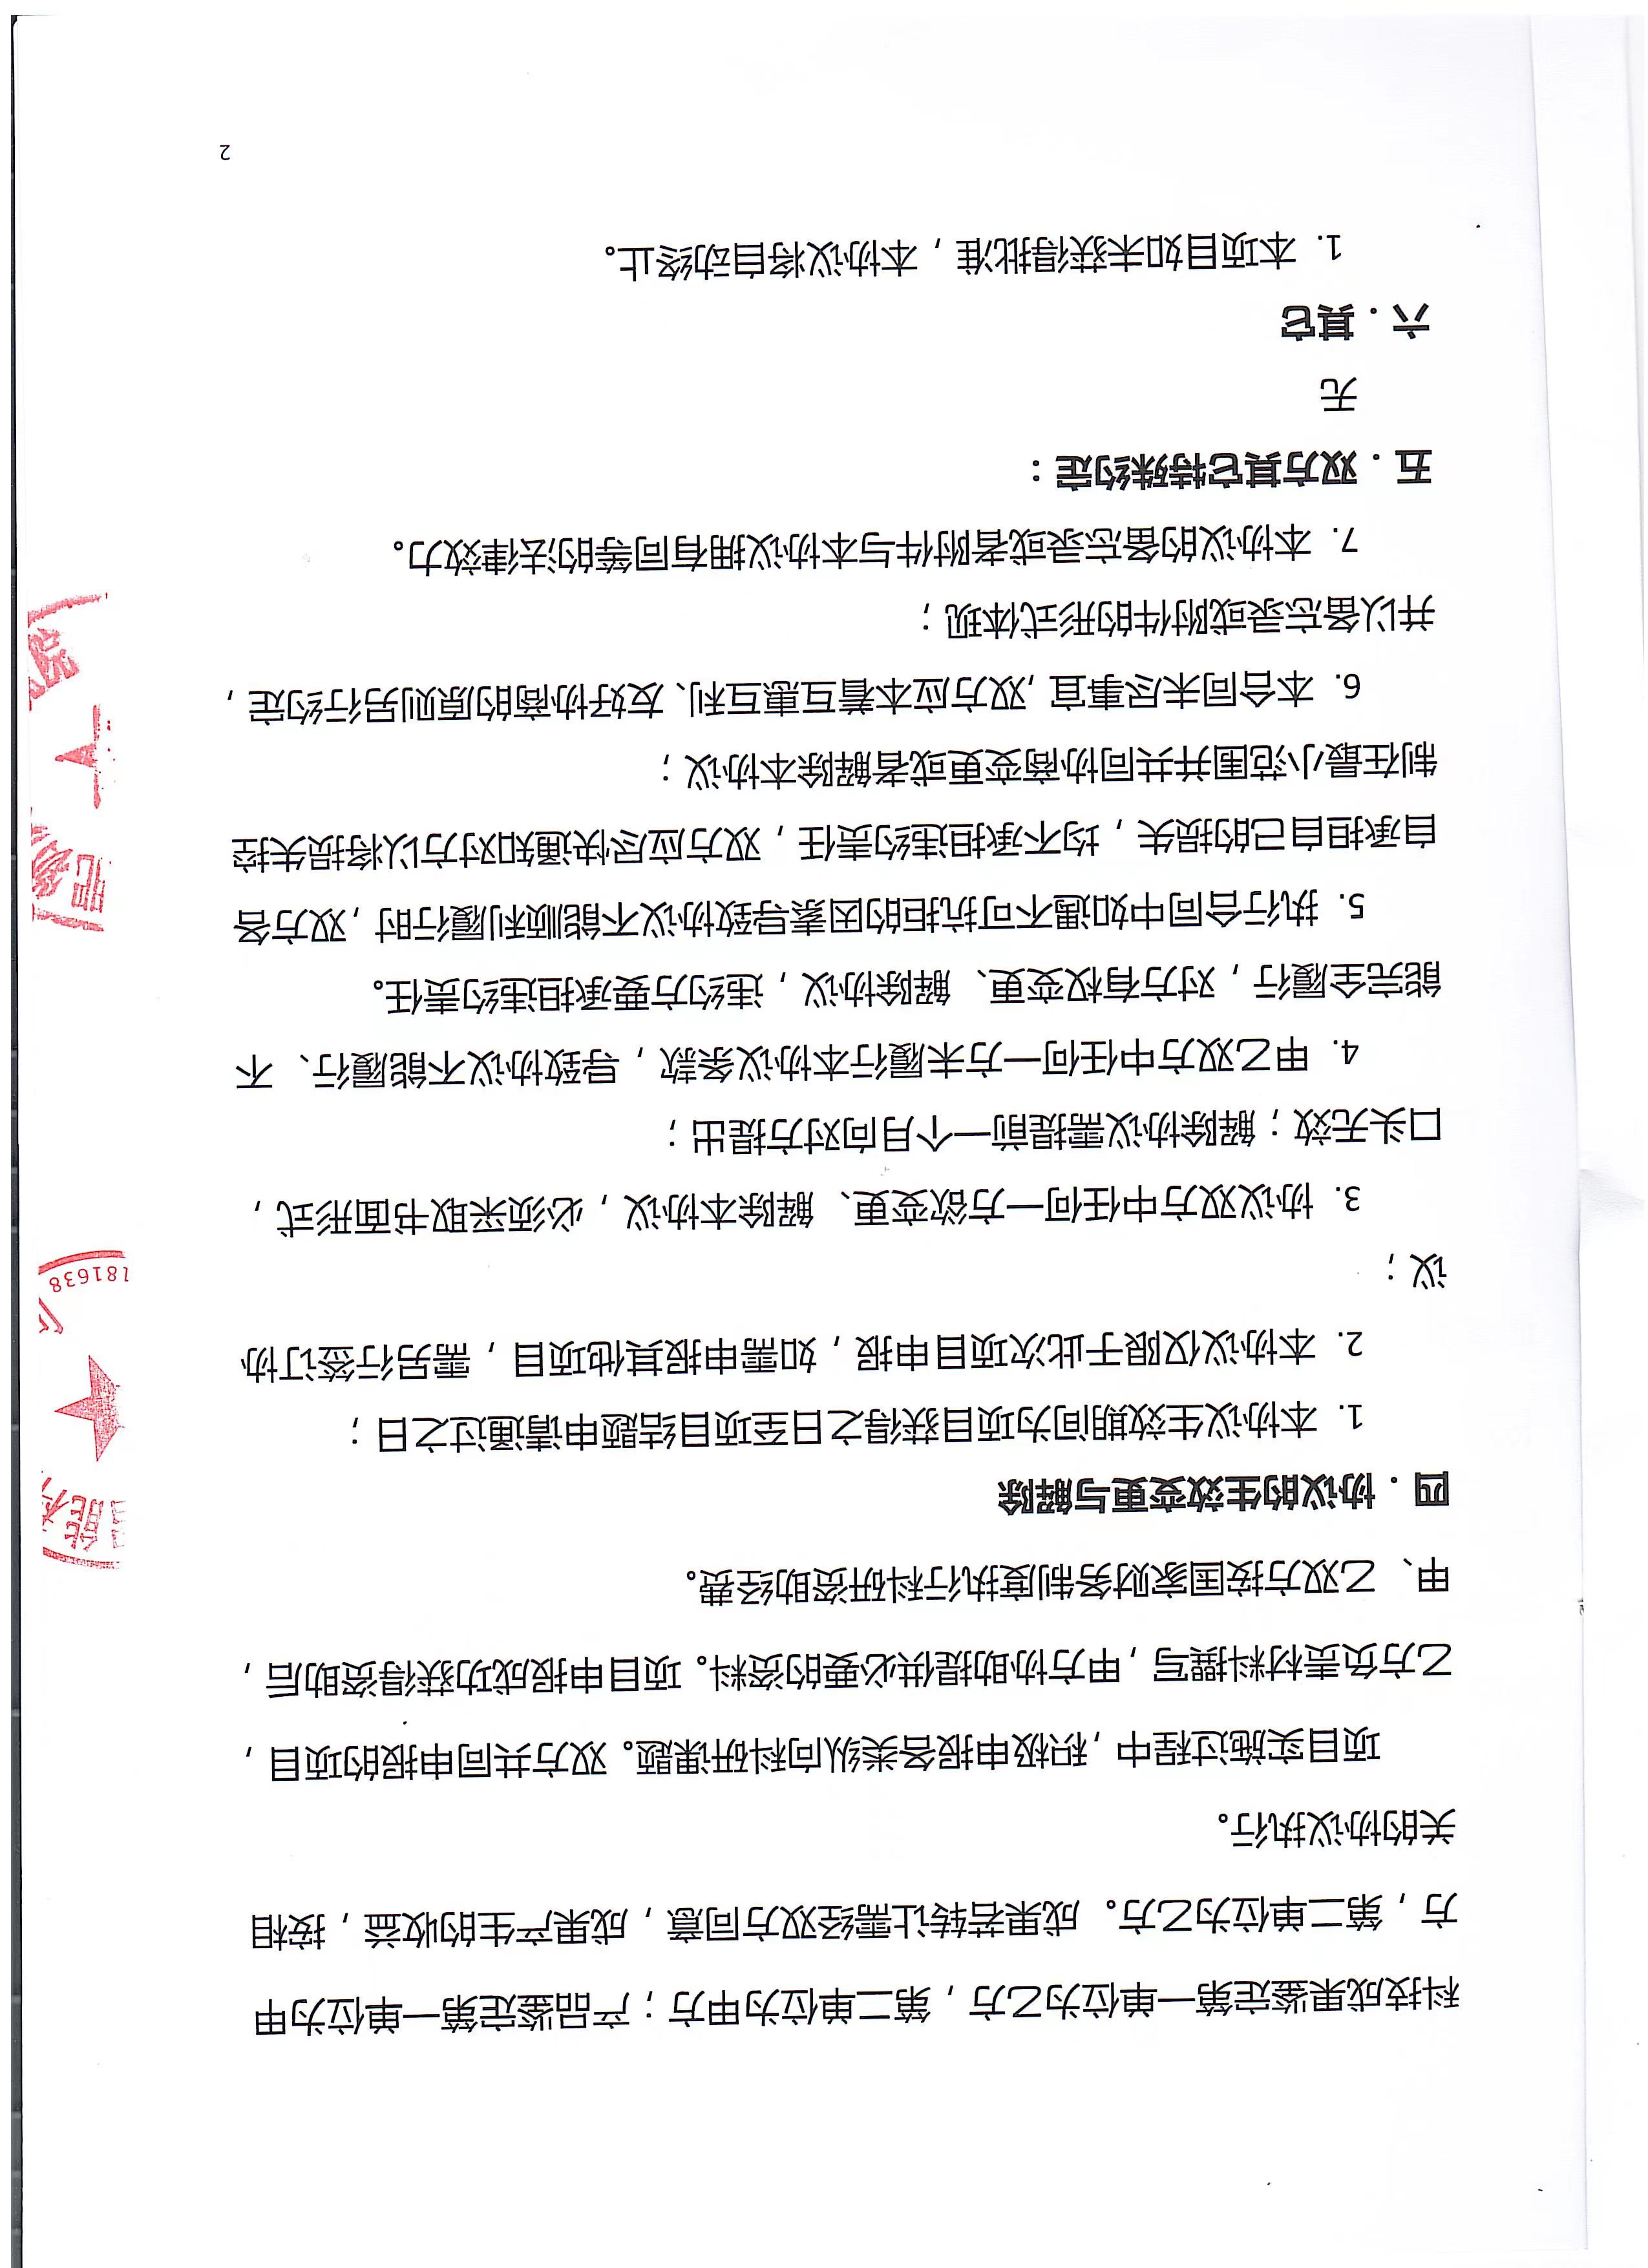 科技成果鉴定第一单位为乙方，第二单位为甲方；产品鉴定第一单位为甲
方，第二单位为乙方。成果若转让需经双方同意，成果产生的收益，按相
关的协议执行。
项目实施过程中，积极申报各类纵向科研课题。双方共同申报的项目，
乙方负责材料撰写，甲方协助提供必要的资料。项目申报成功获得资助后，
甲、乙双方按国家财务制度执行科研资助经费。
四．协议的生效变更与解除
1. 本协议生效期间为项目获得之日至项目结题申请通过之日；
2. 本协议仅限于此次项目申报，如需申报其他项目，需另行签订协
议；
3. 协议双方中任何一方欲变更、解除本协议，必须采取书面形式，
口头无效；解除协议需提前一个月向对方提出；
4. 甲乙双方中任何一方未履行本协议条款，导致协议不能履行、不
能完全履行，对方有权变更、解除协议，违约方要承担违约责任。
5. 执行合同中如遇不可抗拒的因素导致协议不能顺利履行时，双方各
自承担自己的损失，均不承担违约责任，双方应尽快通知对方以将损失控
制在最小范围并共同协商变更或者解除本协议；
6. 本合同未尽事宜，双方应本着互惠互利、友好协商的原则另行约定，
并以备忘录或附件的形式体现；
7. 本协议的备忘录或者附件与本协议拥有同等的法律效力。
五．双方其它特殊约定：
无
六．其它
1. 本项目如未获得批准，本协议将自动终止。
2
能
181638
肥